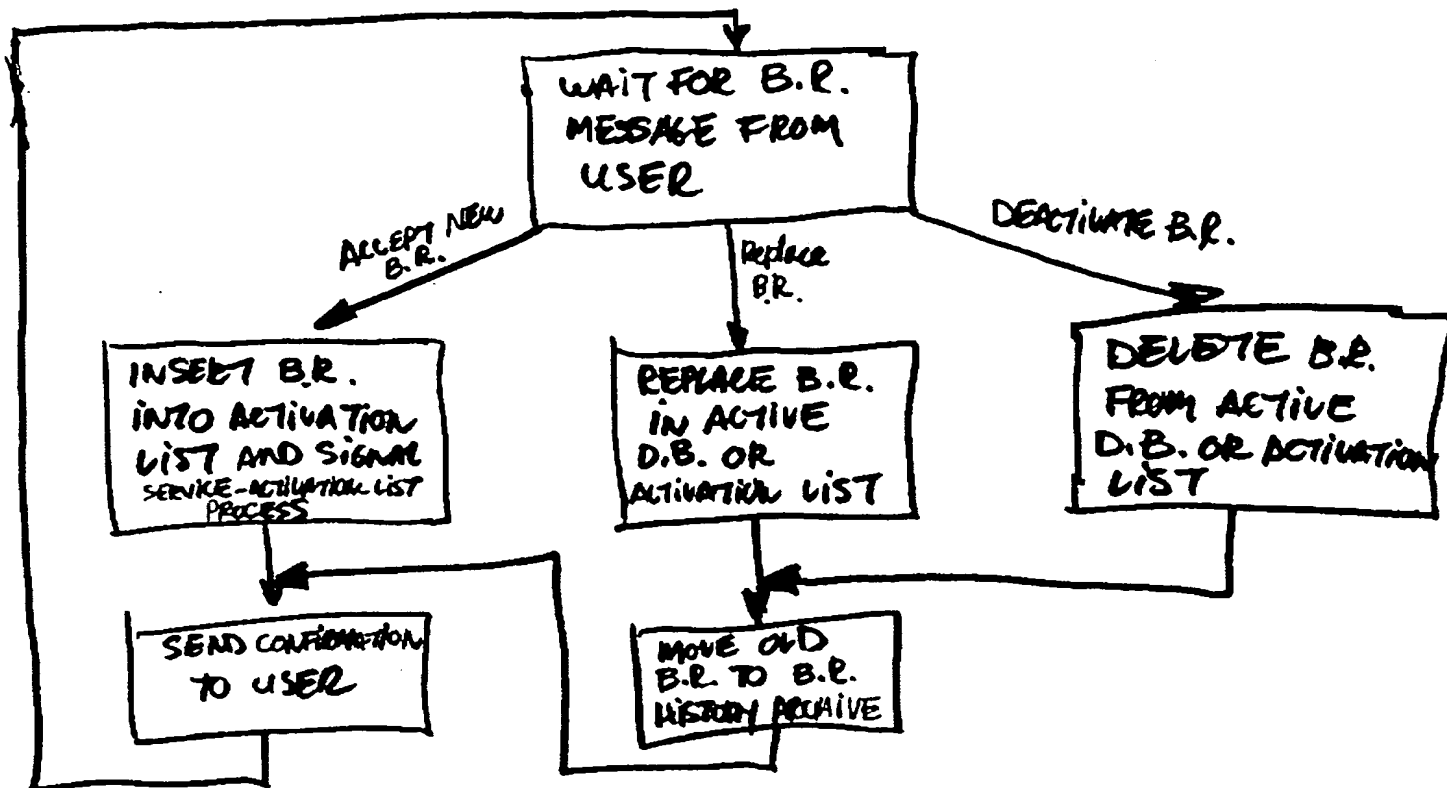 WAIT FOR B.R.
MESSAGE FROM
USER
ACCEPT NEW
B.R.
Replace
B.R.
DEACTIVATE B.R.
INSERT B.R.
INTO ACTIVATION
LIST AND SIGNAL
SERVICE-ACTIVATION LIST
PROCESS
REPLACE B.R.
IN ACTIVE
D.B. OR
ACTIVATION LIST
DELETE B.R.
FROM ACTIVE
D.B. OR ACTIVATION
LIST
SEND CONFIRMATION
TO USER
MOVE OLD
B.R. TO B.R.
HISTORY ARCHIVE